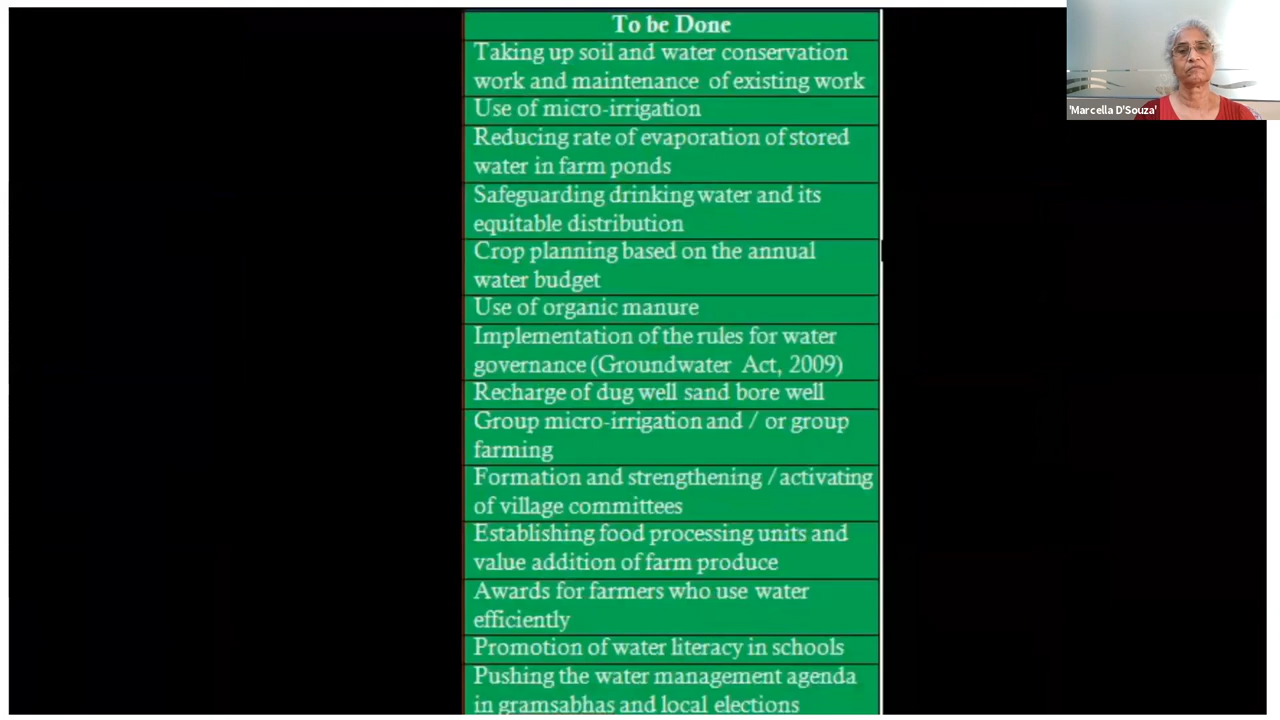 To be Done
Taking up soil and water conservation
work and maintenance of existing work
Use of micro-irrigation
Reducing rate of evaporation of stored
water in farm ponds
Safeguarding drinking water and its
equitable distribution
Crop planning based on the annual
water budget
Use of organic manure
Implementation of the rules for water
governance (Groundwater Act, 2009)
Recharge of dug well sand bore well
Group micro-irrigation and / or group
farming
Formation and strengthening / activating
of village committees
Establishing food processing units and
value addition of farm produce
Awards for farmers who use water
efficiently
Promotion of water literacy in schools
Pushing the water management agenda
in gramsabhas and local elections
'Marcella D'Souza'